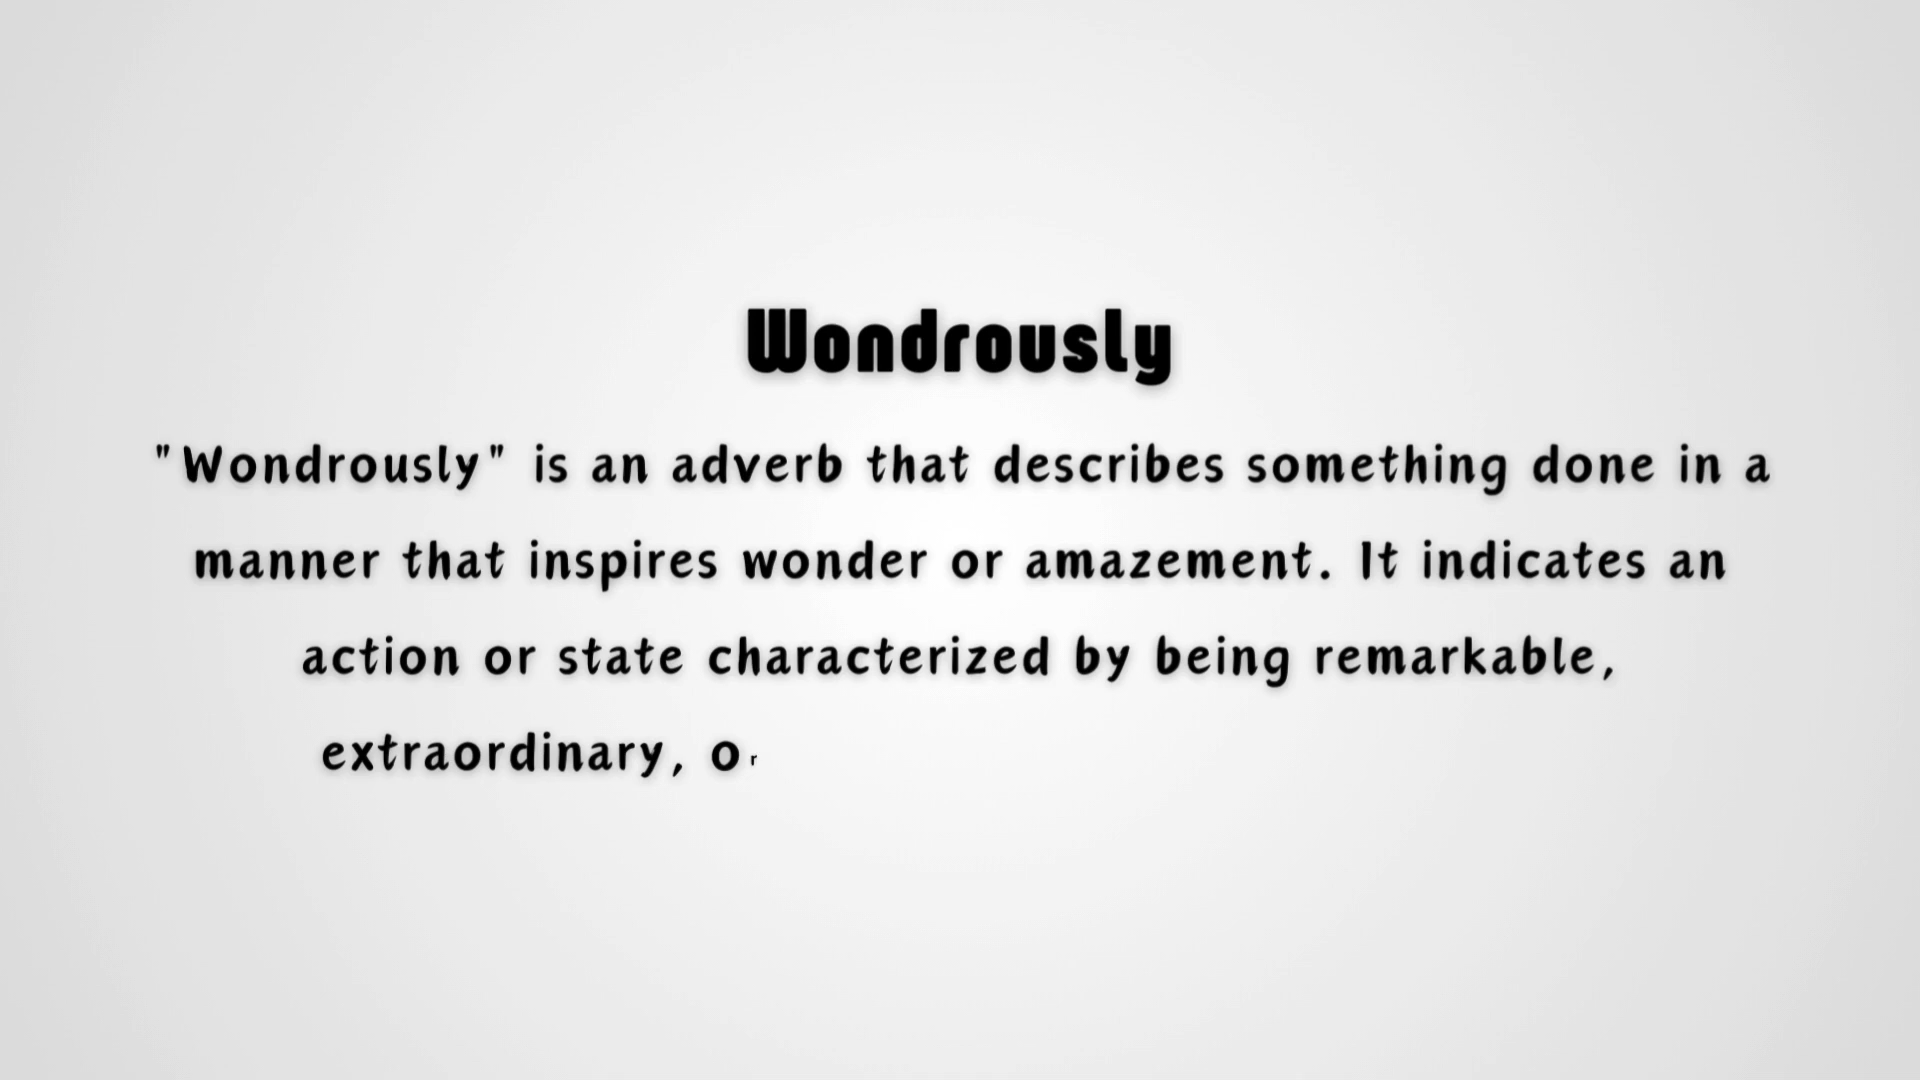 Wondrously
"Wondrously" is an adverb that describes something done in a
manner that inspires wonder or amazement. It indicates an
action or state characterized by being remarkable,
extraordinary, or